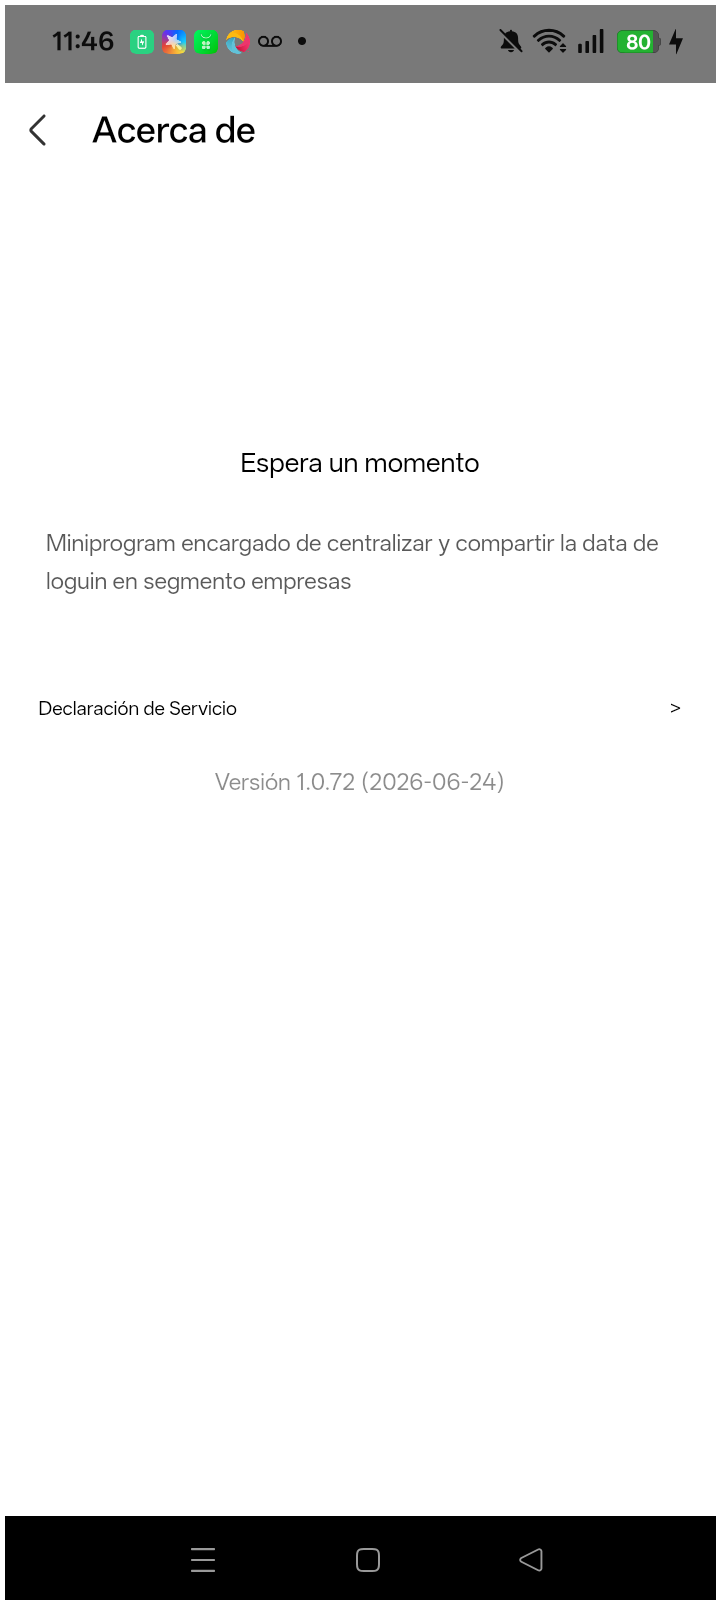 11:46
80
Acerca de
Espera un momento
Miniprogram encargado de centralizar y compartir la data de
loguin en segmento empresas
Declaración de Servicio >
Versión 1.0.72 (2026-06-24)